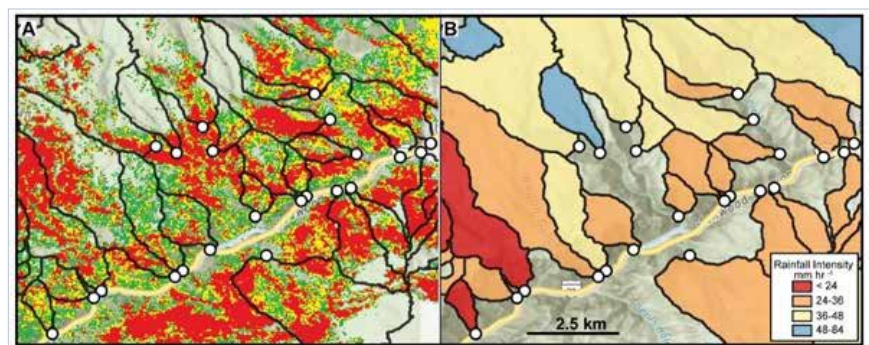 A
B
Rainfall Intensity
mm hr⁻¹
< 24
24-36
36-48
48-84
2.5 km